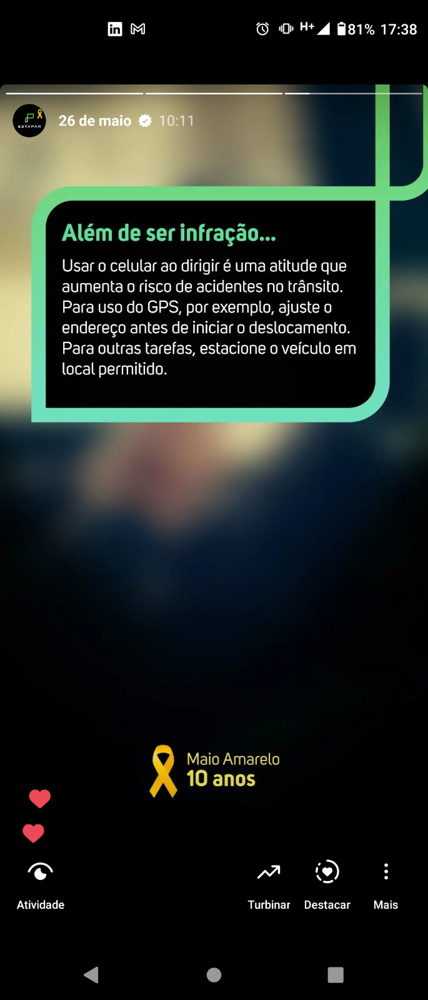 H+ 81% 17:38
ESTAPAR
26 de maio 10:11
Além de ser infração...
Usar o celular ao dirigir é uma atitude que
aumenta o risco de acidentes no trânsito.
Para uso do GPS, por exemplo, ajuste o
endereço antes de iniciar o deslocamento.
Para outras tarefas, estacione o veículo em
local permitido.
Maio Amarelo
10 anos
Atividade Turbinar Destacar Mais